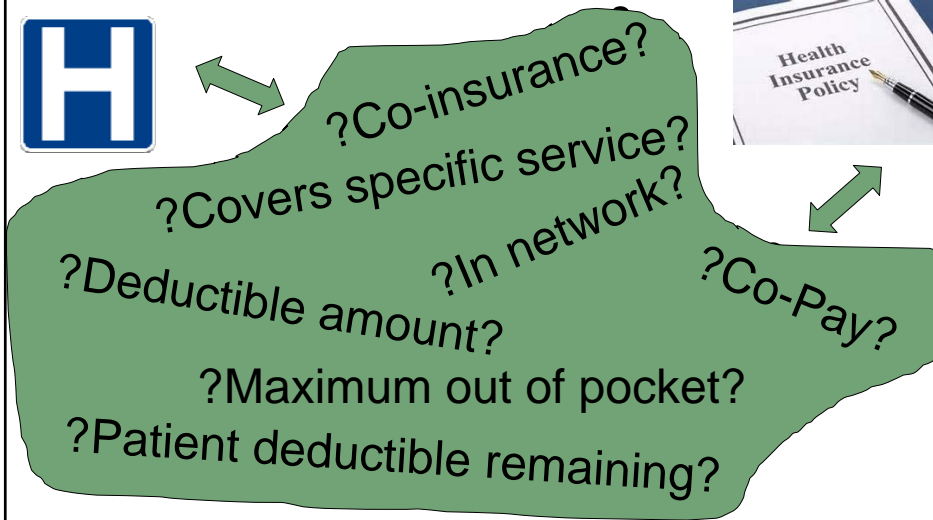 H
Health
Insurance
Policy
?Co-insurance?
?Covers specific service?
?In network?
?Co-Pay?
?Deductible amount?
?Maximum out of pocket?
?Patient deductible remaining?